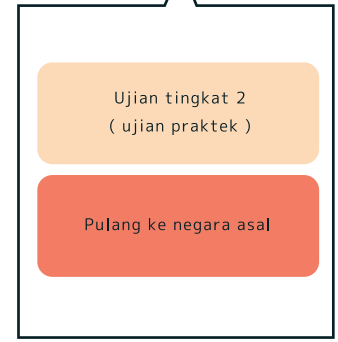 Ujian tingkat 2
( ujian praktek )
Pulang ke negara asal